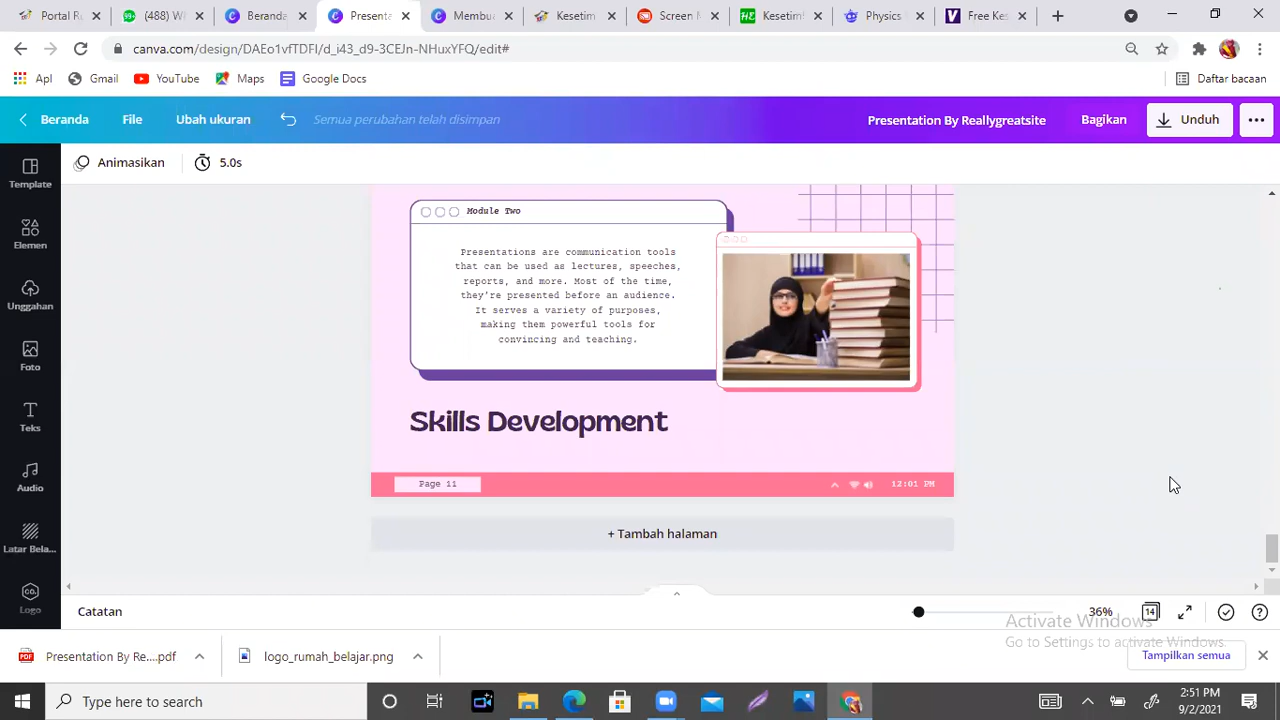 Portal R
(488) W
Beranda
Presenta
Membua
Kesetim
Screen M
Kesetim
Physics
Free Kes
canva.com/design/DAEo1vfTDFI/d_i43_d9-3CEJn-NHuxYFQ/edit#
Apl
Gmail
YouTube
Maps
Google Docs
Daftar bacaan
Beranda
File
Ubah ukuran
Semua perubahan telah disimpan
Presentation By Reallygreatsite
Bagikan
Unduh
Animasikan
5.0s
Template
Elemen
Unggahan
Foto
Teks
Audio
Latar Bela...
CO.
Logo
Module Two
Presentations are communication tools
that can be used as lectures, speeches,
reports, and more. Most of the time,
they're presented before an audience.
It serves a variety of purposes,
making them powerful tools for
convincing and teaching.
Skills Development
Page 11
12:01 PM
+ Tambah halaman
Catatan
36%
14
Activate Windows
Go to Settings to activate Windows.
Presentation By Re....pdf
logo_rumah_belajar.png
Tampilkan semua
Type here to search
2:51 PM
9/2/2021